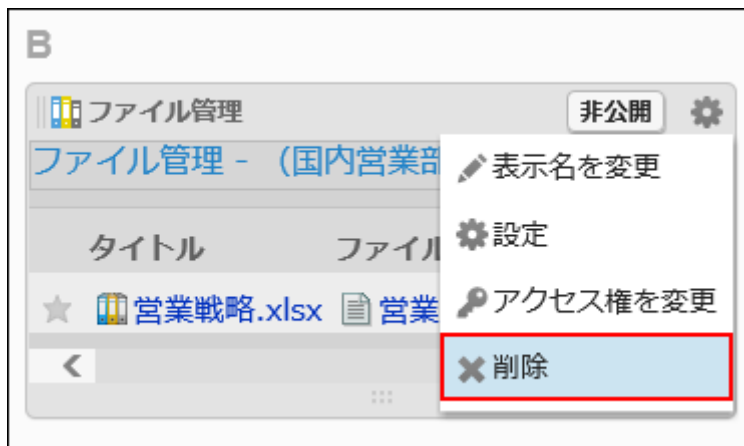 B
ファイル管理
非公開
ファイル管理 - (国内営業部
表示名を変更
タイトル
ファイル
設定
営業戦略.xlsx
営業
アクセス権を変更
削除